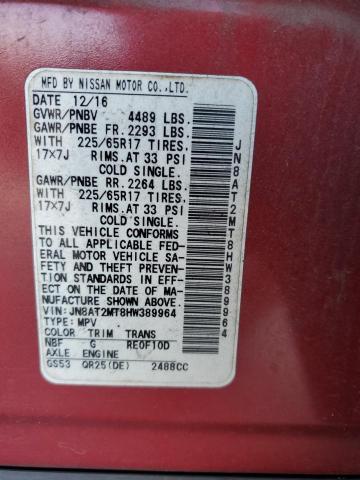 MFD BY NISSAN MOTOR CO.,LTD.
DATE 12/16
GVWR/PNBV 4489 LBS.
GAWR/PNBE FR. 2293 LBS.
WITH 225/65R17 TIRES.
17X7J RIMS.AT 33 PSI
COLD SINGLE.
GAWR/PNBE RR. 2264 LBS.
WITH 225/65R17 TIRES.
17X7J RIMS.AT 33 PSI
COLD SINGLE.
THIS VEHICLE CONFORMS
TO ALL APPLICABLE FED-
ERAL MOTOR VEHICLE SA-
FETY AND THEFT PREVEN-
TION STANDARDS IN EFF-
ECT ON THE DATE OF MA-
NUFACTURE SHOWN ABOVE.
VIN: JN8AT2MT8HW389964
TYPE: MPV
COLOR TRIM TRANS
NBF G RE0F10D
AXLE ENGINE
GS53 QR25(DE) 2488CC
JN8AT2MT8HW389964